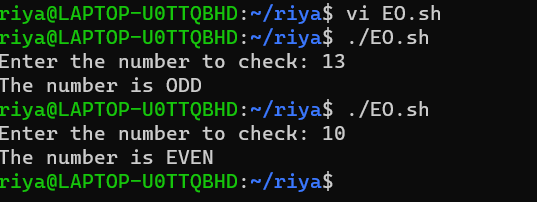 riya@LAPTOP-U0TTQBHD:~/riya$ vi EO.sh
riya@LAPTOP-U0TTQBHD:~/riya$ ./EO.sh
Enter the number to check: 13
The number is ODD
riya@LAPTOP-U0TTQBHD:~/riya$ ./EO.sh
Enter the number to check: 10
The number is EVEN
riya@LAPTOP-U0TTQBHD:~/riya$